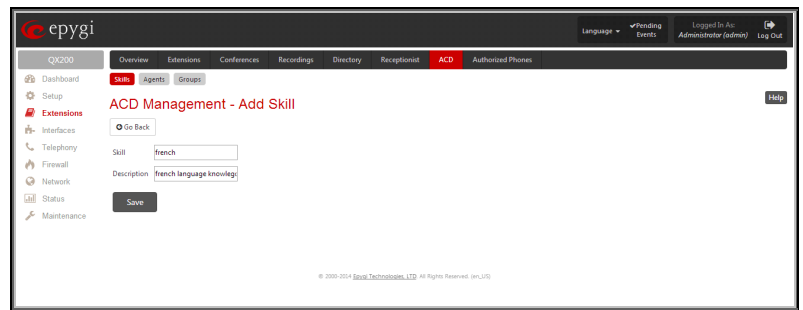 epygi
Language
Pending Events
Logged In As:
Administrator (admin)
Log Out
QX200
Overview Extensions Conferences Recordings Directory Receptionist ACD Authorized Phones
Dashboard
Setup
Extensions
Interfaces
Telephony
Firewall
Network
Status
Maintenance
Skills Agents Groups
Help
ACD Management - Add Skill
Go Back
Skill french
Description french language knowlegd
Save
© 2000-2014 Epygi Technologies, LTD. All Rights Reserved. (en_US)